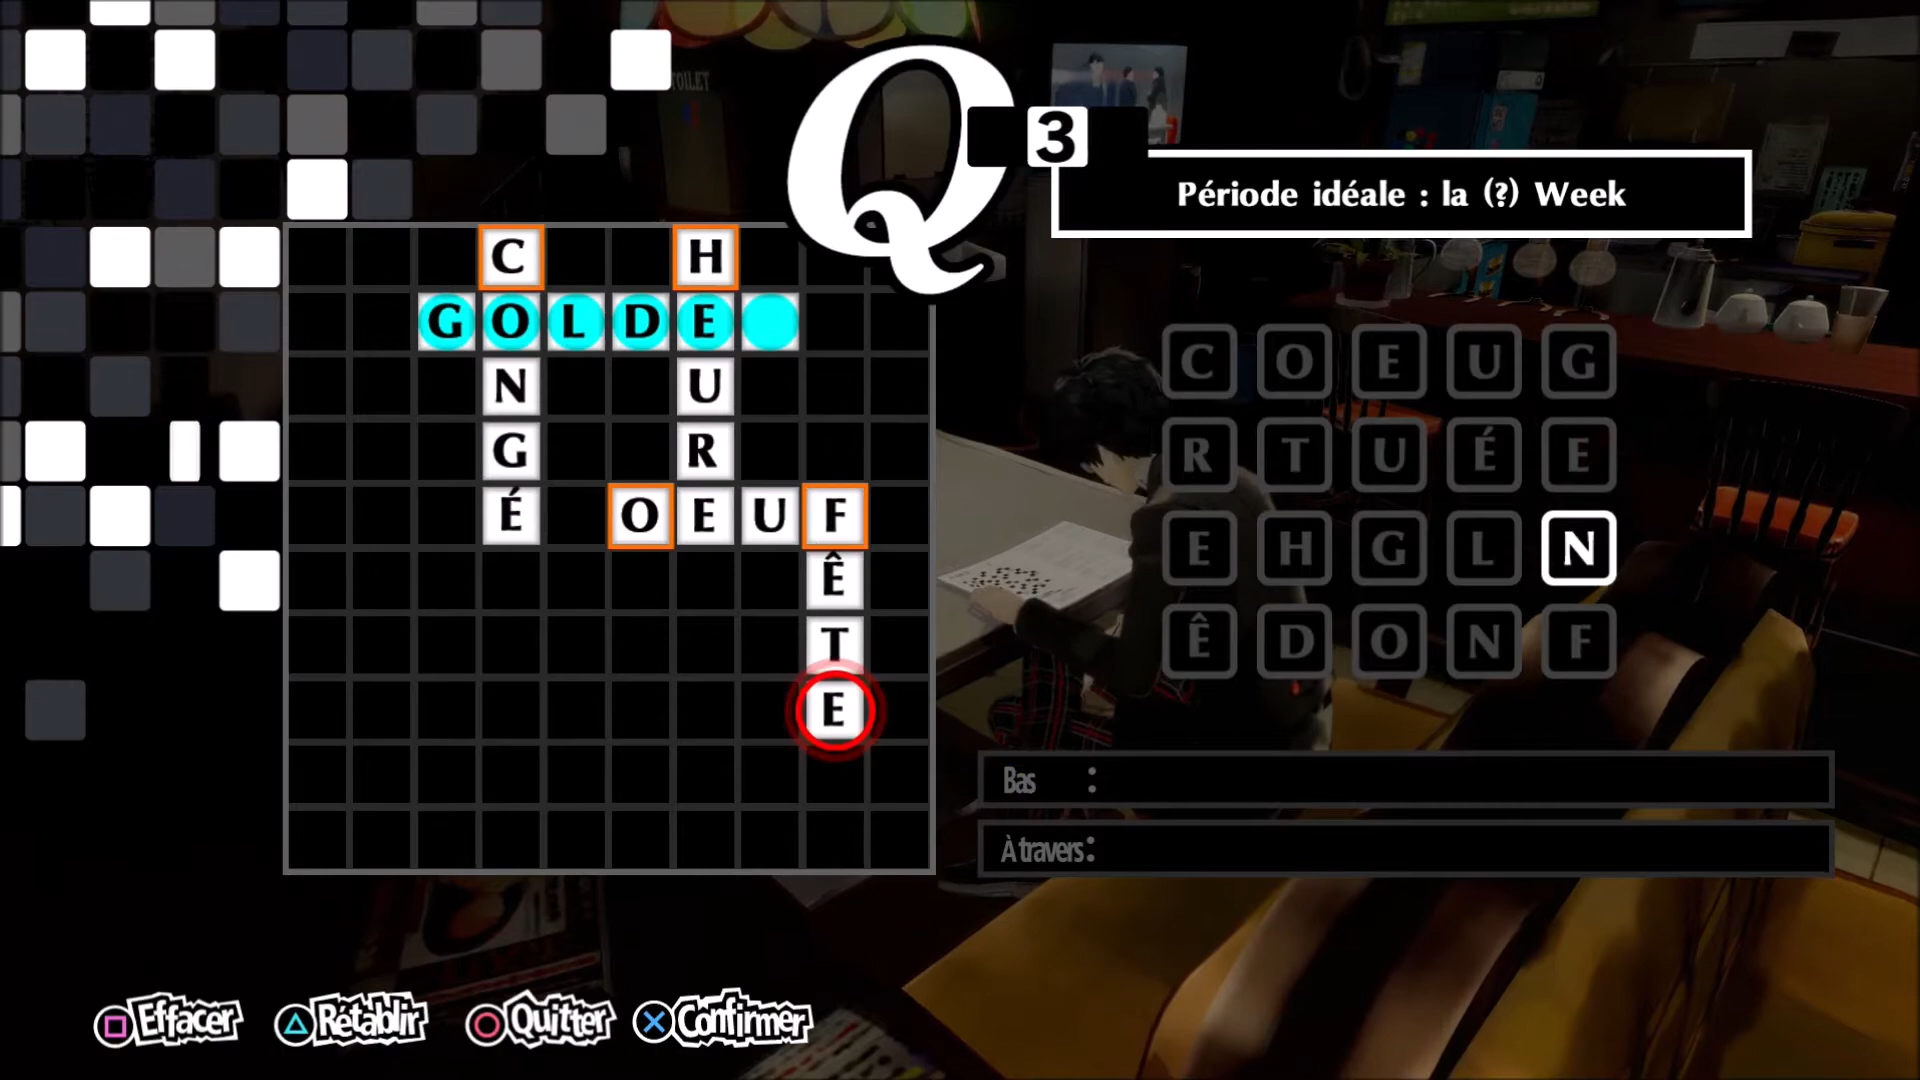 TOILET
Q
3
Période idéale : la (?) Week
C H
G O L D E
N U
G R
É O E U F
Ê
T
E
C O E U G
R T U É E
E H G L N
Ê D O N F
Bas :
À travers:
Effacer Rétablir Quitter Confirmer